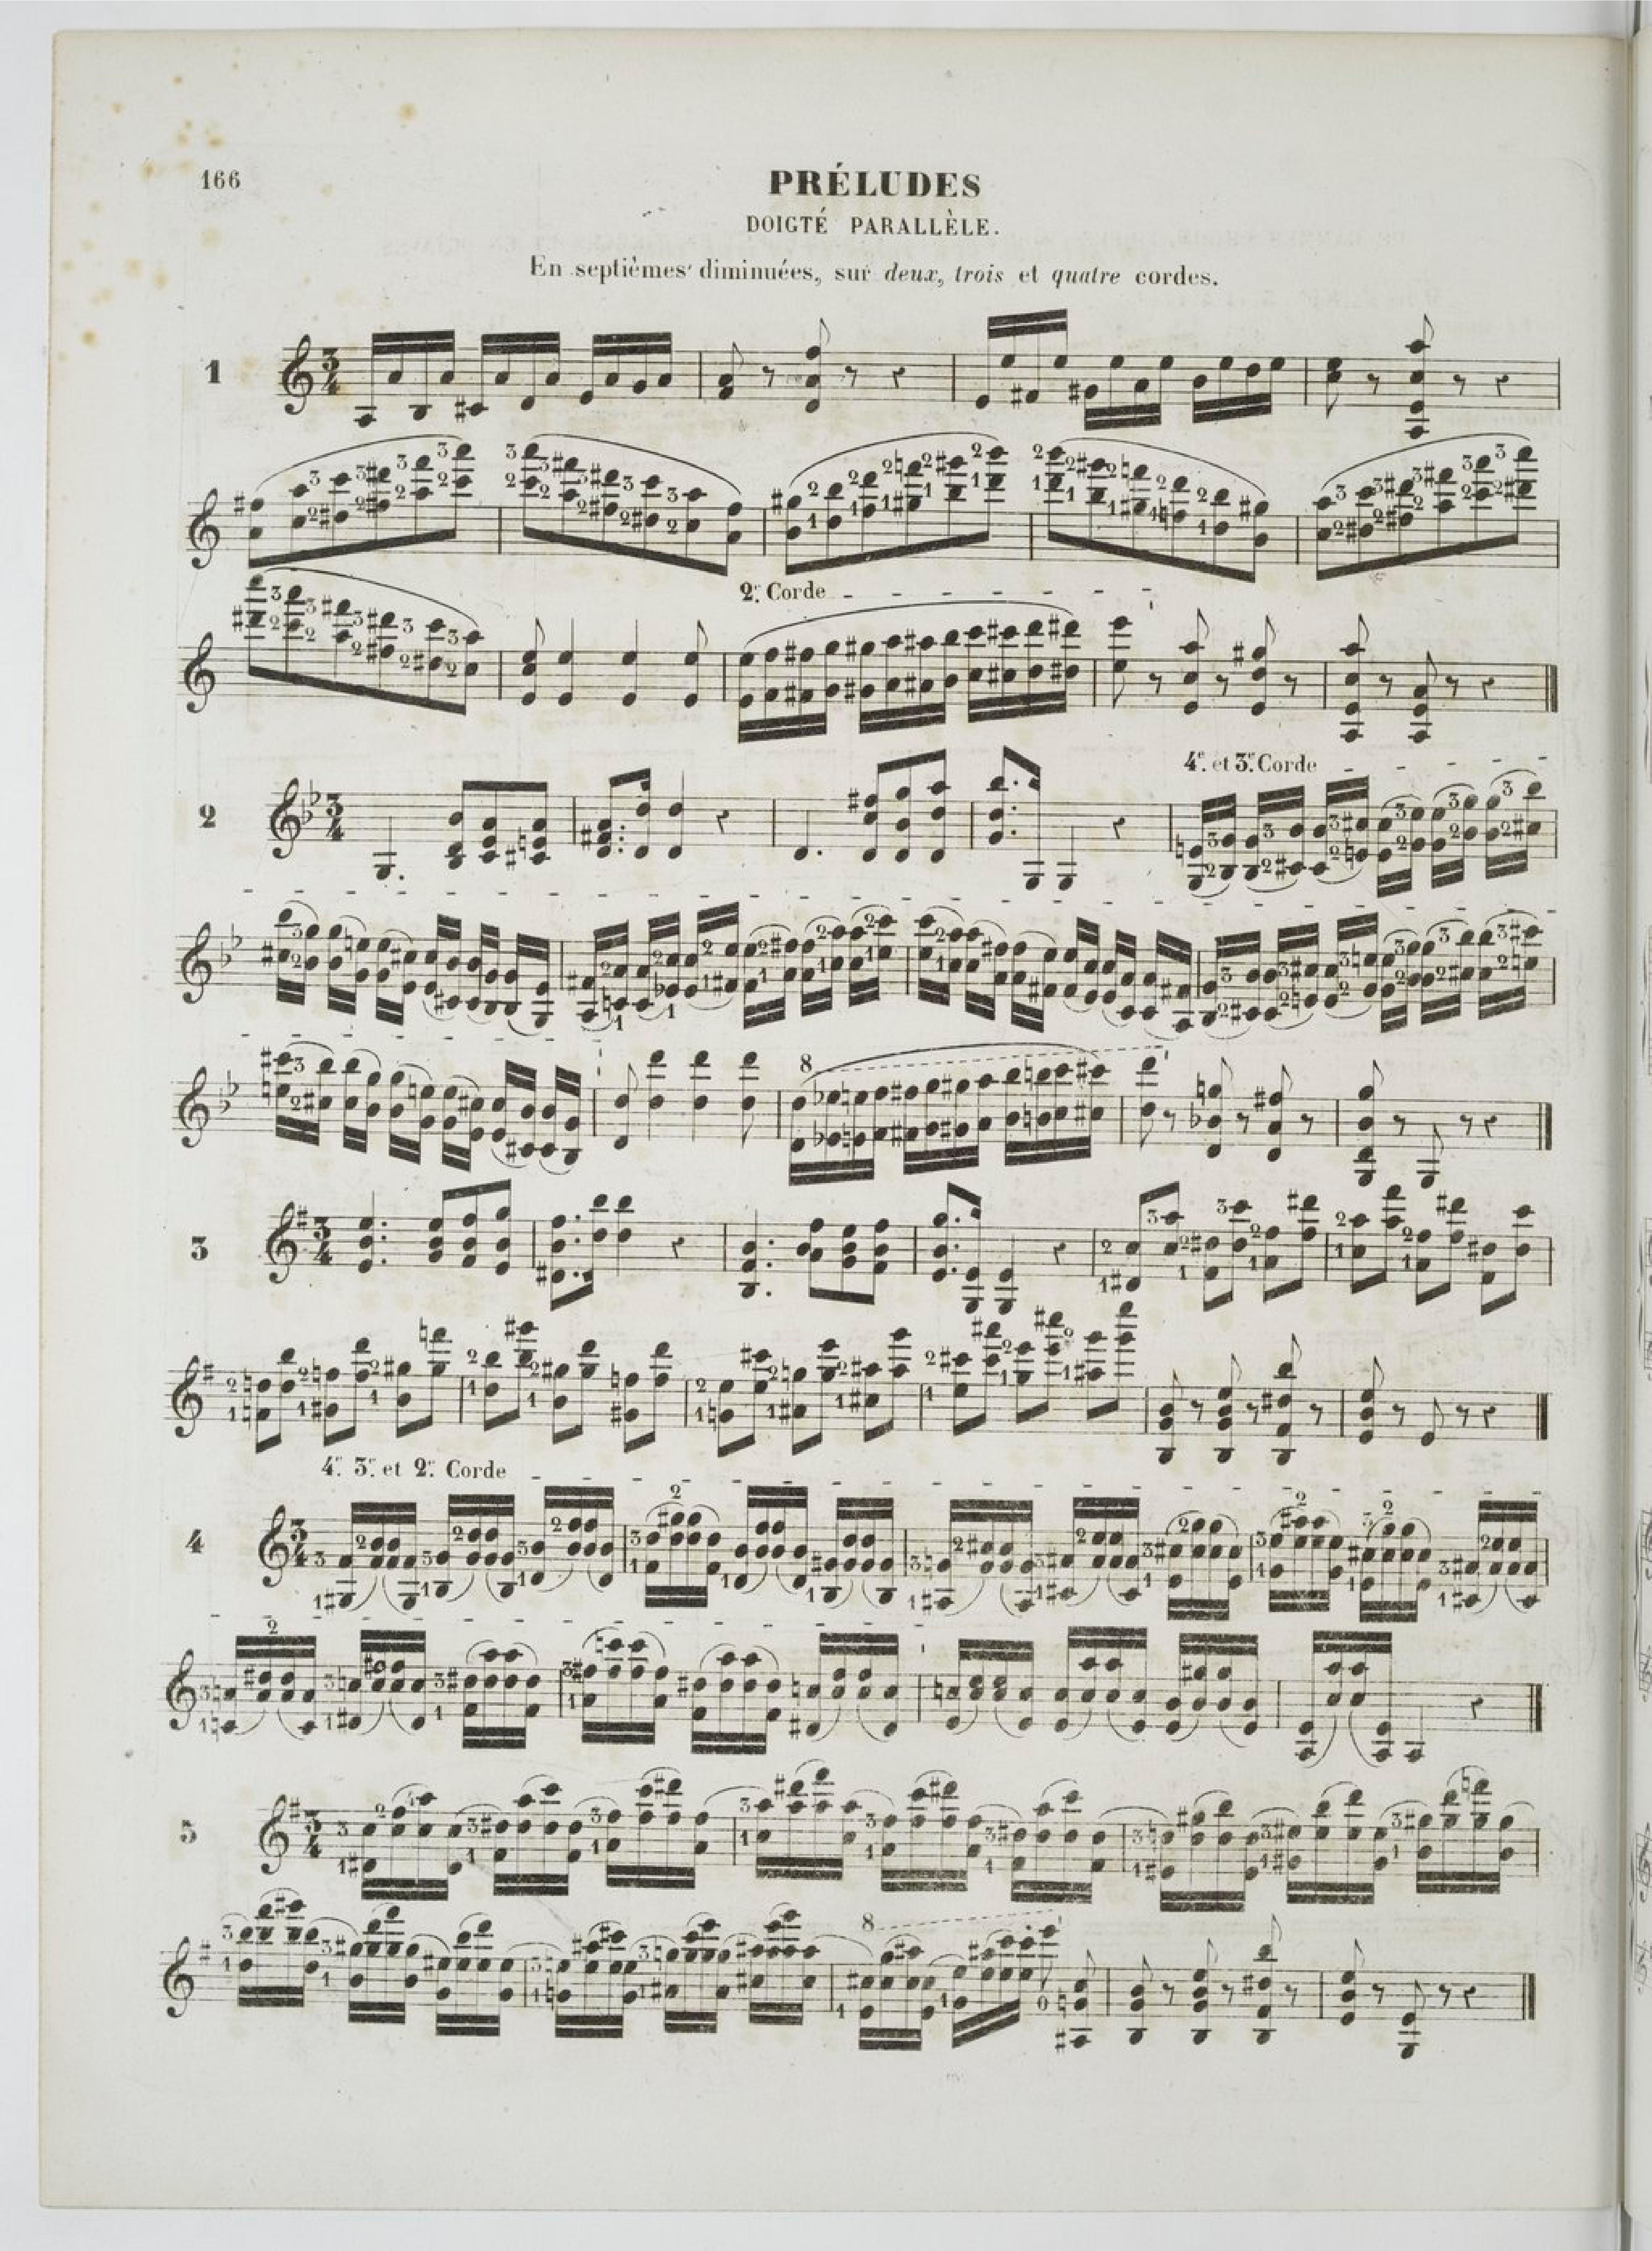 166
PRÉLUDES
DOIGTÉ PARALLÈLE.
En septièmes diminuées, sur deux, trois et quatre cordes.
1
2e. Corde
2
4e. et 3e. Corde
8
3
4e. 3e. et 2e. Corde
4
5
8